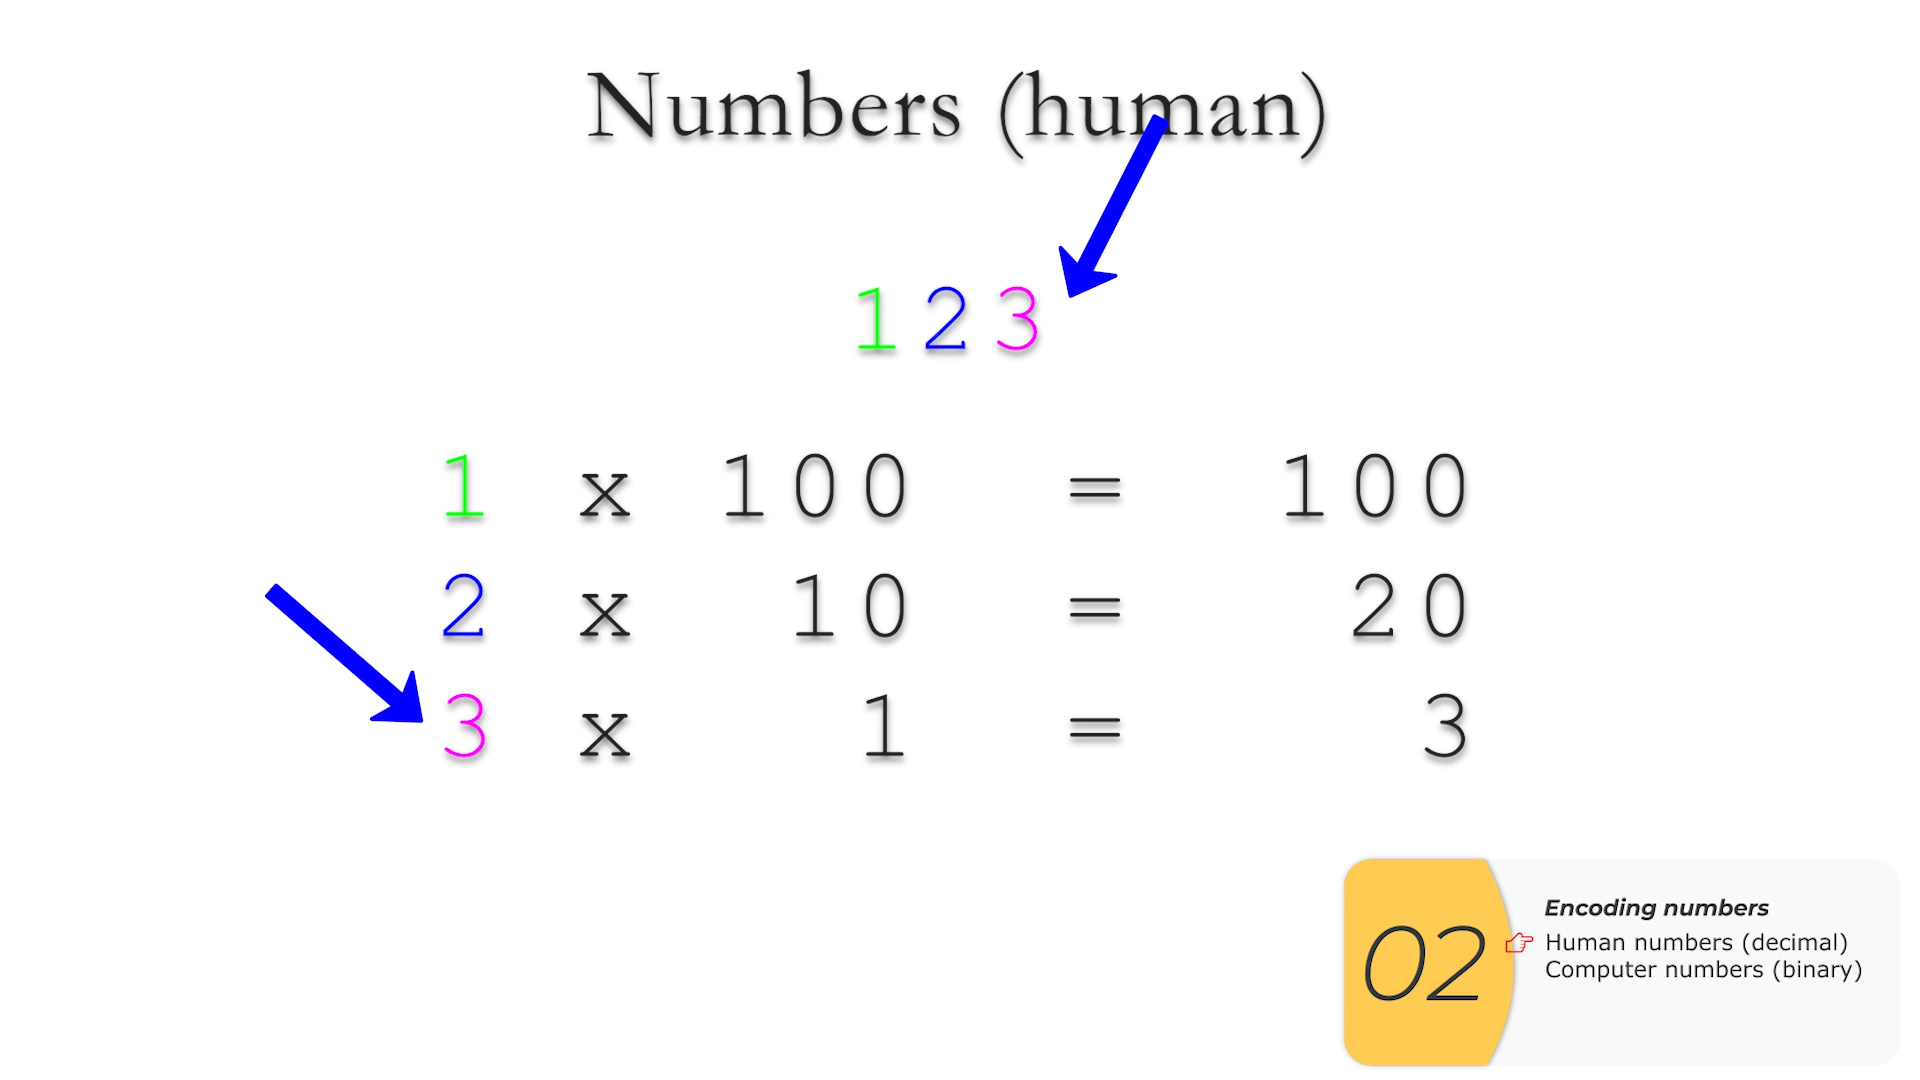 Numbers (human)
123
1 x 100 = 100
2 x 10 = 20
3 x 1 = 3
02
Encoding numbers
Human numbers (decimal)
Computer numbers (binary)